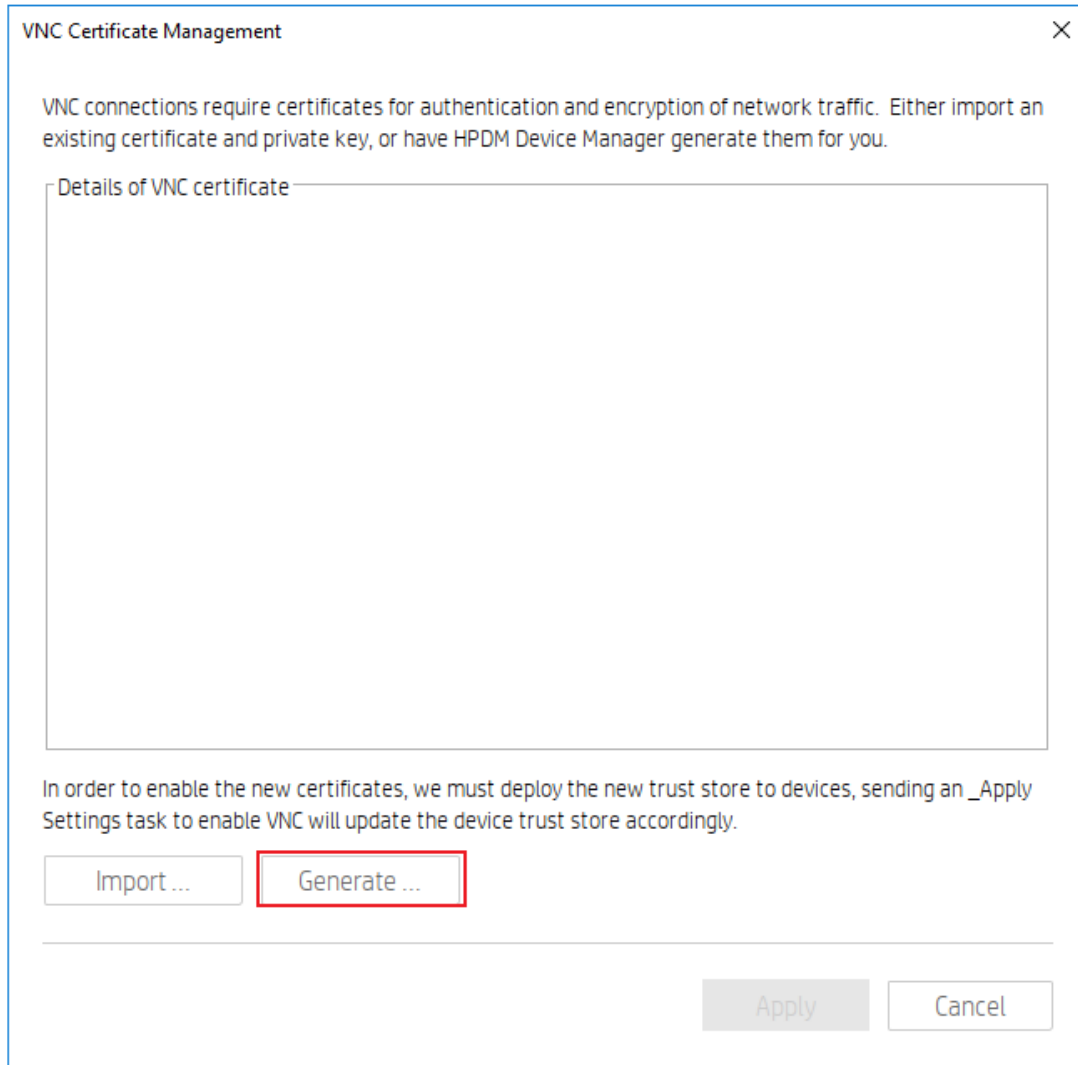 VNC Certificate Management
VNC connections require certificates for authentication and encryption of network traffic. Either import an
existing certificate and private key, or have HPDM Device Manager generate them for you.
Details of VNC certificate
In order to enable the new certificates, we must deploy the new trust store to devices, sending an _Apply
Settings task to enable VNC will update the device trust store accordingly.
Import ... Generate ...
Apply Cancel